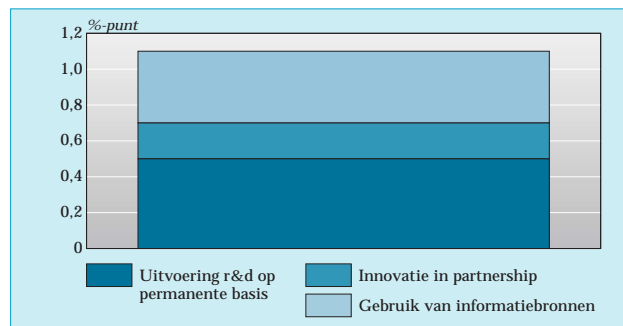 %-punt
1,2
1,0
0,8
0,6
0,4
0,2
0
Uitvoering r&d op
permanente basis
Innovatie in partnership
Gebruik van informatiebronnen